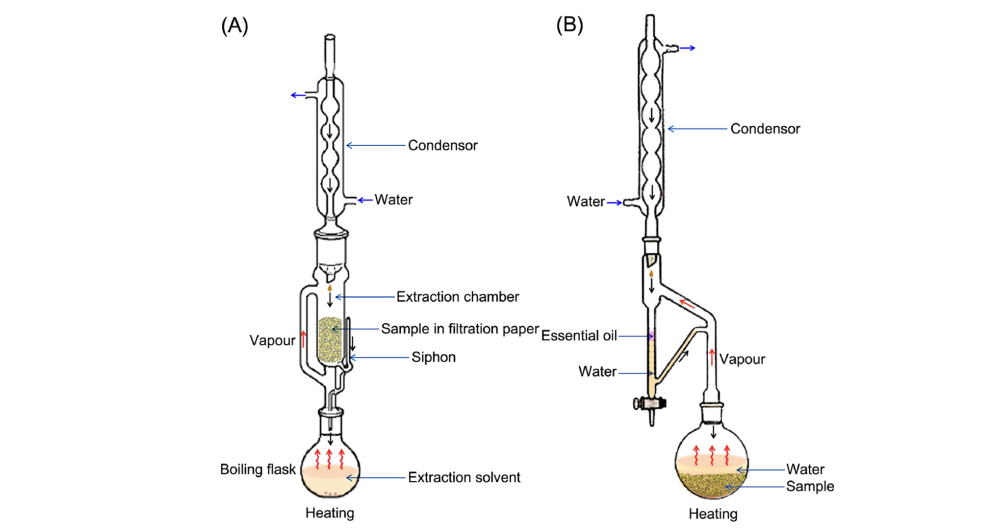 (A)
Condensor
Water
Extraction chamber
Sample in filtration paper
Vapour
Siphon
Boiling flask
Extraction solvent
Heating
(B)
Condensor
Water
Essential oil
Water
Vapour
Water
Sample
Heating